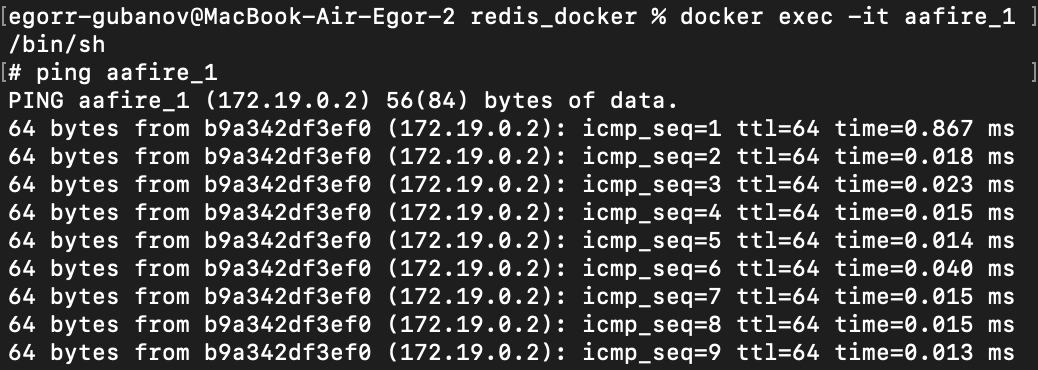 [egorr-gubanov@MacBook-Air-Egor-2 redis_docker % docker exec -it aafire_1 ]
/bin/sh
[# ping aafire_1 ]
PING aafire_1 (172.19.0.2) 56(84) bytes of data.
64 bytes from b9a342df3ef0 (172.19.0.2): icmp_seq=1 ttl=64 time=0.867 ms
64 bytes from b9a342df3ef0 (172.19.0.2): icmp_seq=2 ttl=64 time=0.018 ms
64 bytes from b9a342df3ef0 (172.19.0.2): icmp_seq=3 ttl=64 time=0.023 ms
64 bytes from b9a342df3ef0 (172.19.0.2): icmp_seq=4 ttl=64 time=0.015 ms
64 bytes from b9a342df3ef0 (172.19.0.2): icmp_seq=5 ttl=64 time=0.014 ms
64 bytes from b9a342df3ef0 (172.19.0.2): icmp_seq=6 ttl=64 time=0.040 ms
64 bytes from b9a342df3ef0 (172.19.0.2): icmp_seq=7 ttl=64 time=0.015 ms
64 bytes from b9a342df3ef0 (172.19.0.2): icmp_seq=8 ttl=64 time=0.015 ms
64 bytes from b9a342df3ef0 (172.19.0.2): icmp_seq=9 ttl=64 time=0.013 ms